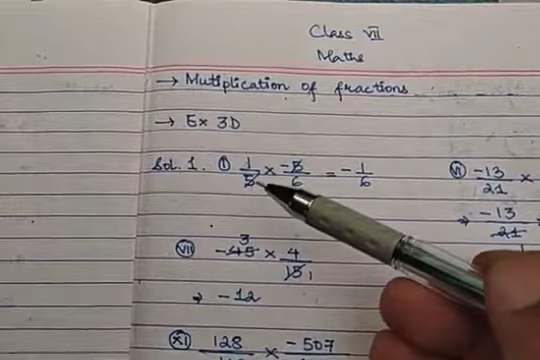 Class VII
Maths
→ Mutiplication of fractions
→ Ex 3D
Sol. 1. (i) 1/5 × -5/6 = -1/6
(vi) -13/21 ×
⇒ -13/21
(vii) -45 × 4/15
3
1
⇒ -12
(xi) 128 × -507